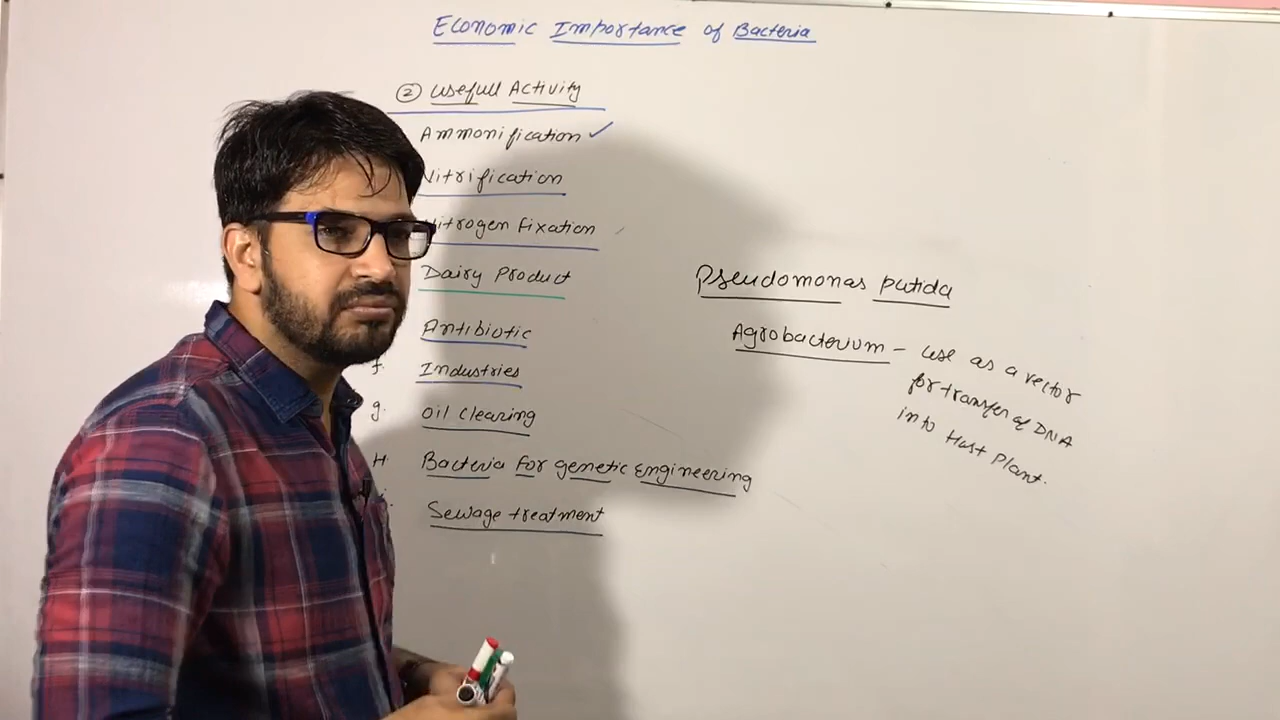 Economic Importance of Bacteria
② Usefull Activity
Ammonification ✓
Nitrification
Nitrogen Fixation
Dairy Product
Antibiotic
f. Industries
g. Oil Clearing
H. Bacteria for genetic Engineering
Sewage treatment
Pseudomonas putida
Agrobacterium - use as a vector
for transfer of DNA
into Host Plant.